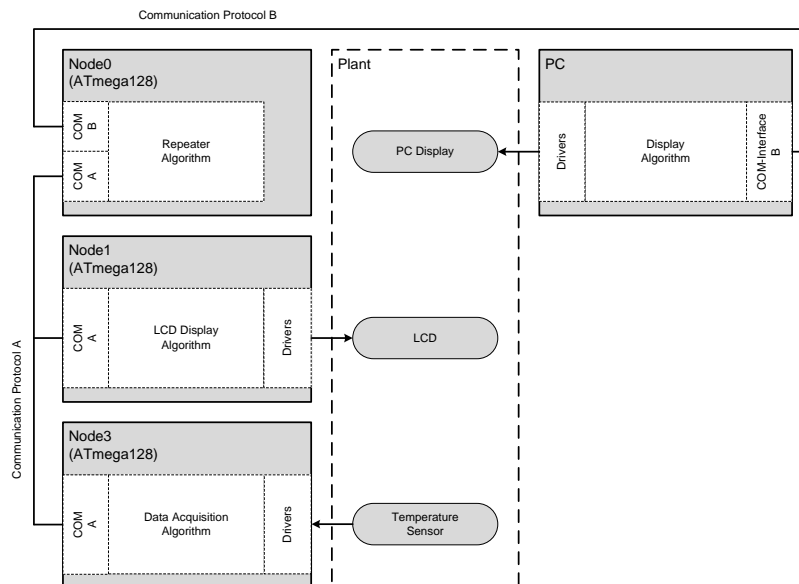 Communication Protocol B
Node0
(ATmega128)
COM
B
COM
A
Repeater
Algorithm
Plant
PC Display
PC
Drivers
Display
Algorithm
COM-Interface
B
Node1
(ATmega128)
COM
A
LCD Display
Algorithm
Drivers
LCD
Communication Protocol A
Node3
(ATmega128)
COM
A
Data Acquisition
Algorithm
Drivers
Temperature
Sensor